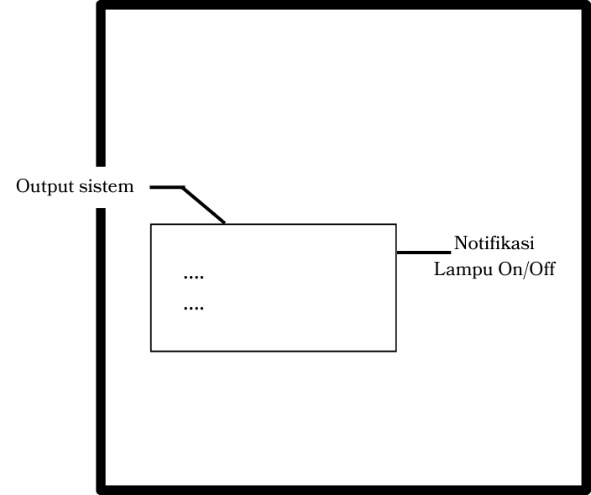 Output sistem
Notifikasi
Lampu On/Off
....
....